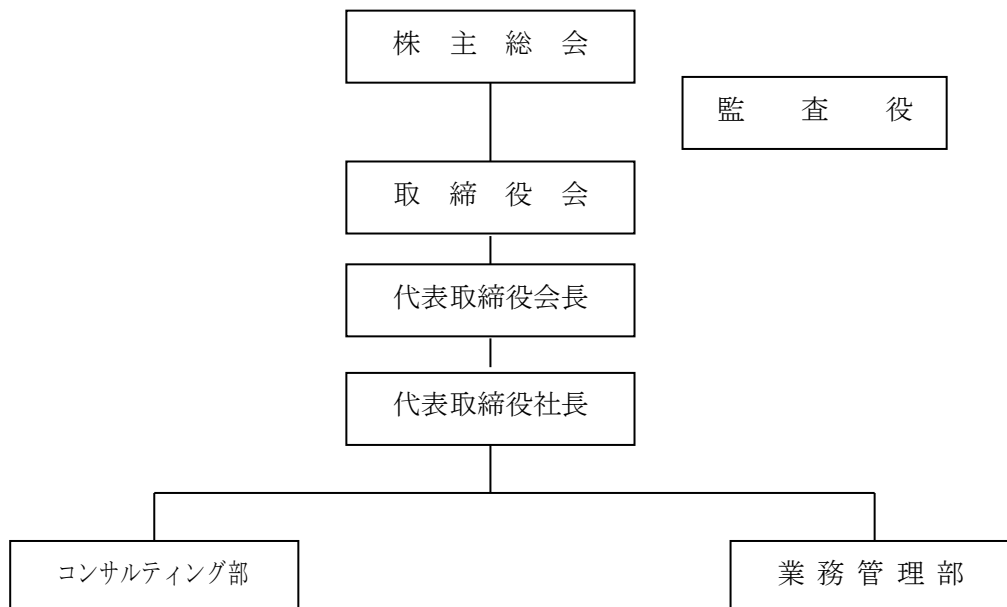 株主総会
監査役
取締役会
代表取締役会長
代表取締役社長
コンサルティング部
業務管理部